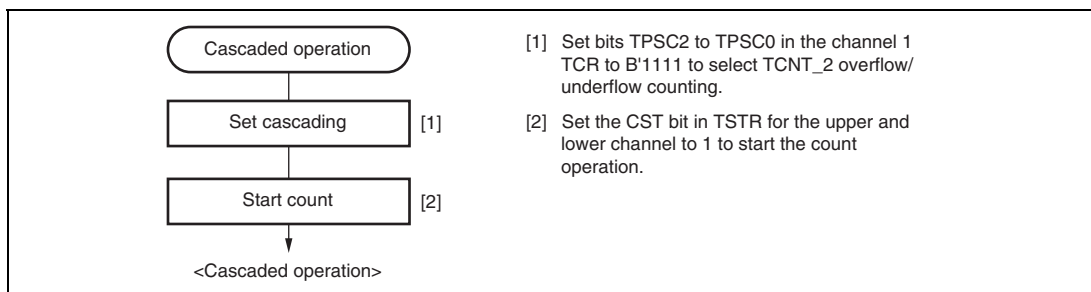 Cascaded operation
Set cascading
[1]
Start count
[2]
<Cascaded operation>
[1] Set bits TPSC2 to TPSC0 in the channel 1
TCR to B'1111 to select TCNT_2 overflow/
underflow counting.
[2] Set the CST bit in TSTR for the upper and
lower channel to 1 to start the count
operation.